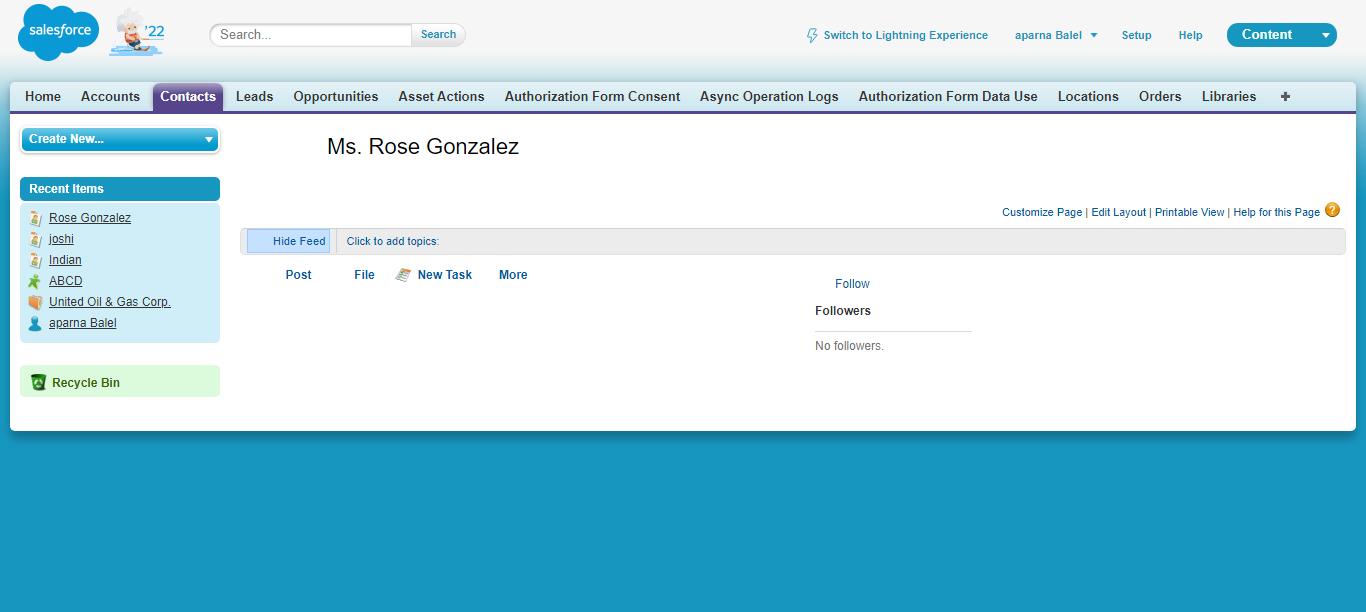 salesforce
'22
Search...
Search
Switch to Lightning Experience
aparna Balel
Setup
Help
Content
Home Accounts Contacts Leads Opportunities Asset Actions Authorization Form Consent Async Operation Logs Authorization Form Data Use Locations Orders Libraries
Create New...
Recent Items
Rose Gonzalez
joshi
Indian
ABCD
United Oil & Gas Corp.
aparna Balel
Recycle Bin
Ms. Rose Gonzalez
Customize Page | Edit Layout | Printable View | Help for this Page ?
Hide Feed
Click to add topics:
Post File New Task More
Follow
Followers
No followers.